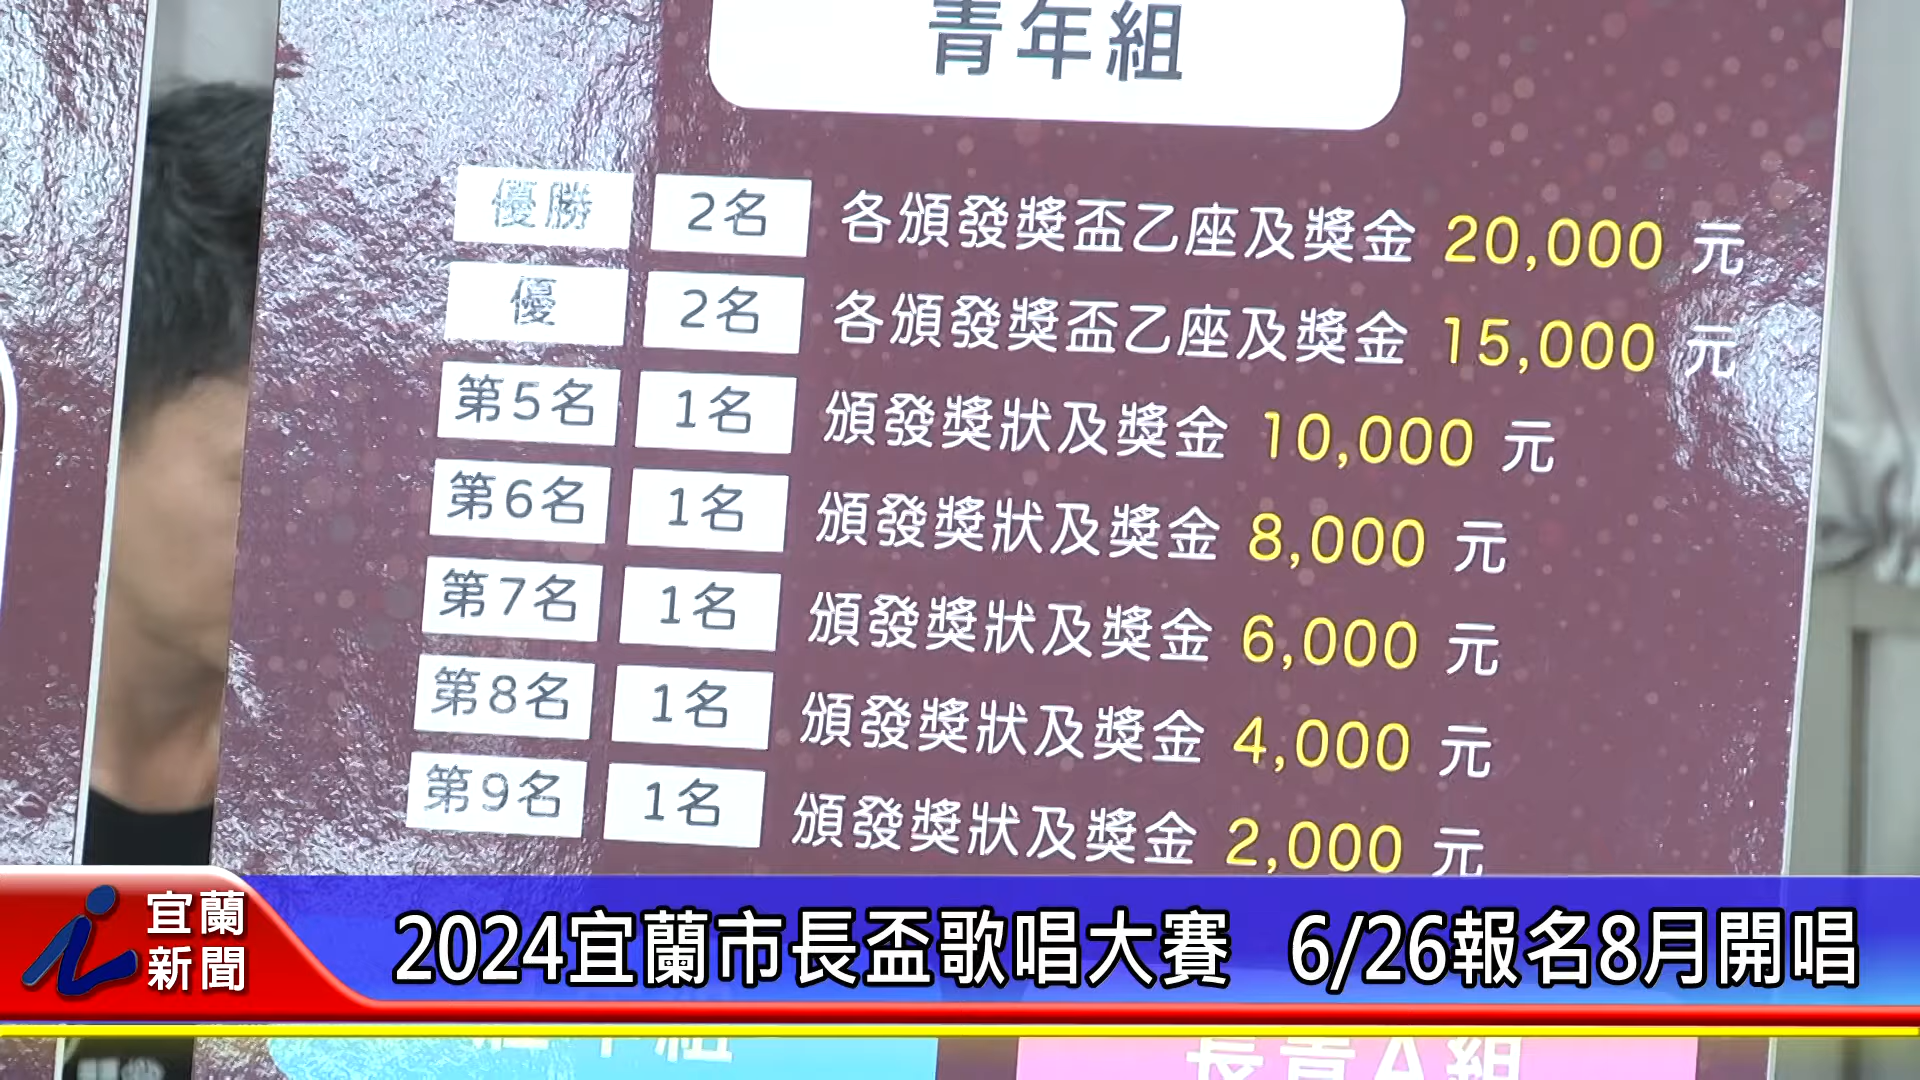 青年組
優勝 2名 各頒發獎盃乙座及獎金 20,000 元
優 2名 各頒發獎盃乙座及獎金 15,000 元
第5名 1名 頒發獎狀及獎金 10,000 元
第6名 1名 頒發獎狀及獎金 8,000 元
第7名 1名 頒發獎狀及獎金 6,000 元
第8名 1名 頒發獎狀及獎金 4,000 元
第9名 1名 頒發獎狀及獎金 2,000 元
宜蘭
新聞
2024宜蘭市長盃歌唱大賽 6/26報名8月開唱
長青A組